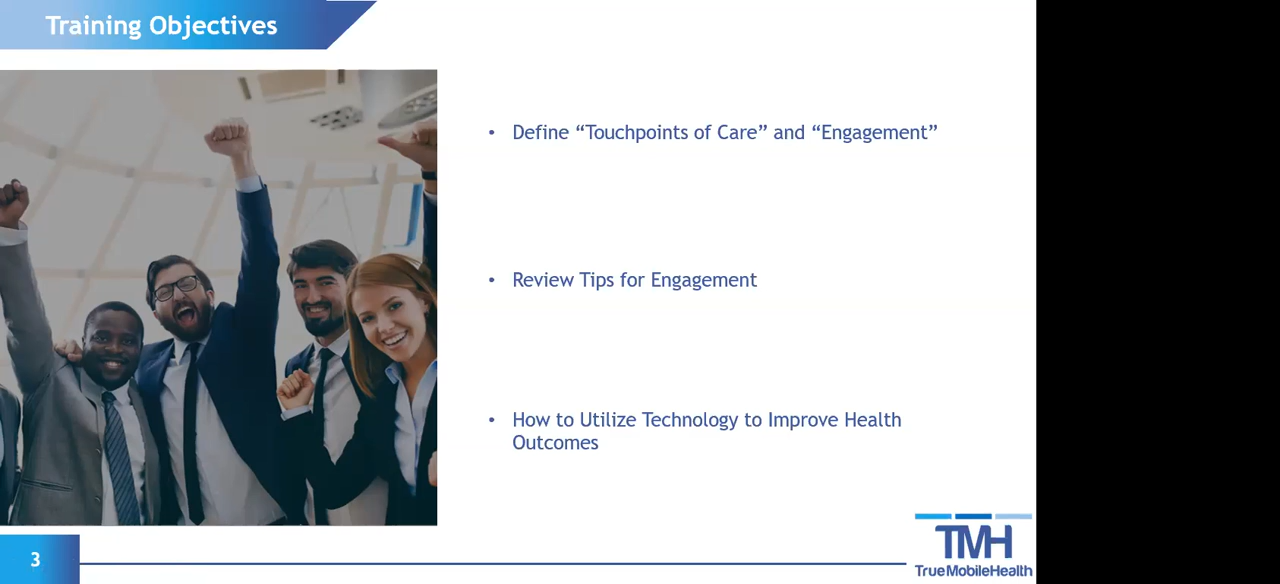 Training Objectives
• Define “Touchpoints of Care” and “Engagement”
• Review Tips for Engagement
• How to Utilize Technology to Improve Health
Outcomes
3
TMH
TrueMobileHealth